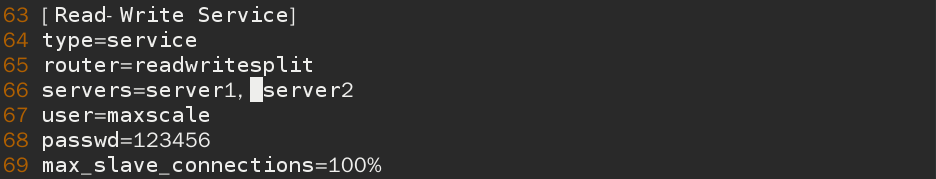 63 [Read-Write Service]
64 type=service
65 router=readwritesplit
66 servers=server1, server2
67 user=maxscale
68 passwd=123456
69 max_slave_connections=100%